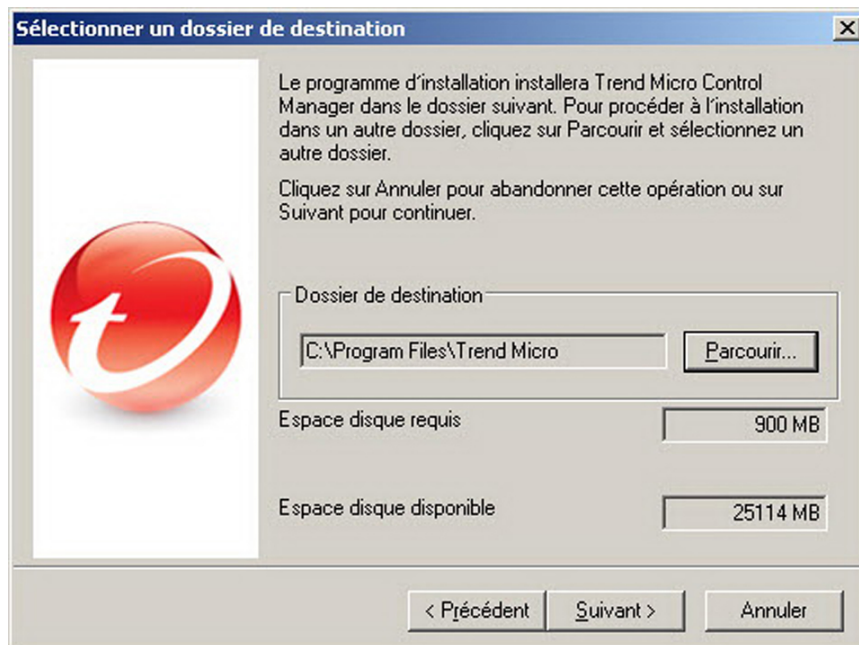 Sélectionner un dossier de destination
Le programme d'installation installera Trend Micro Control
Manager dans le dossier suivant. Pour procéder à l'installation
dans un autre dossier, cliquez sur Parcourir et sélectionnez un
autre dossier.
Cliquez sur Annuler pour abandonner cette opération ou sur
Suivant pour continuer.
Dossier de destination
C:\Program Files\Trend Micro
Parcourir...
Espace disque requis
900 MB
Espace disque disponible
25114 MB
< Précédent
Suivant >
Annuler